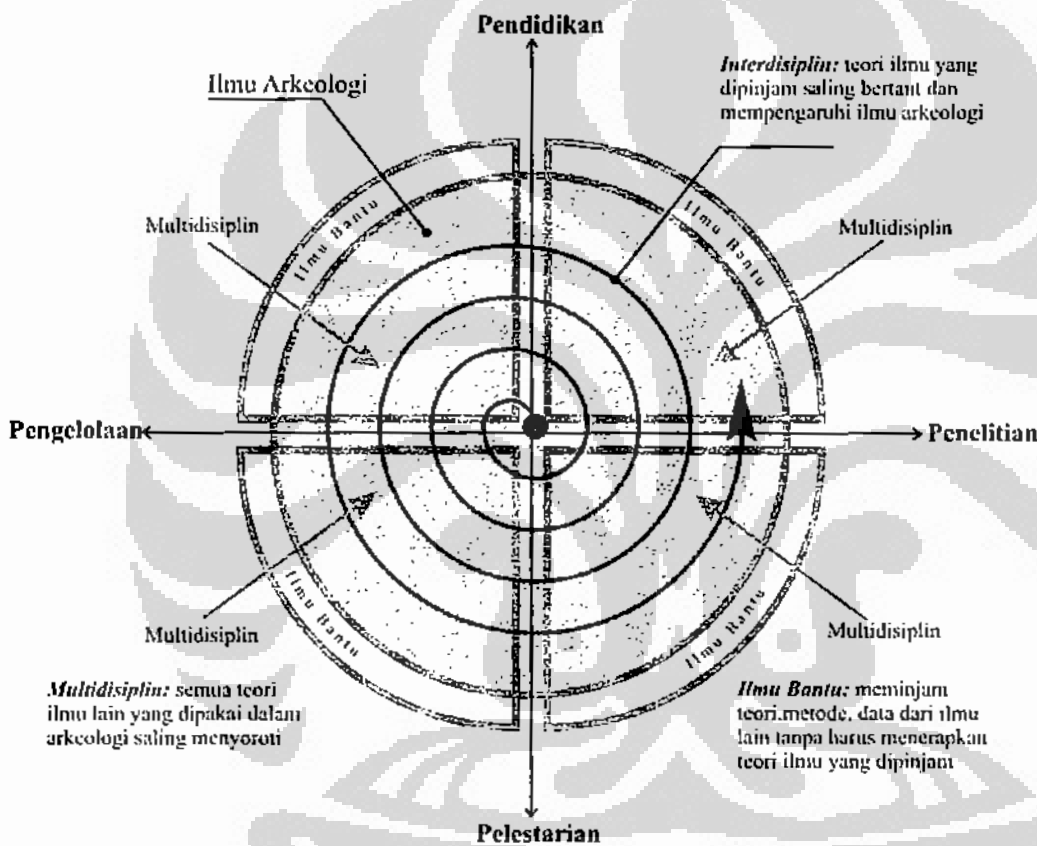 Pendidikan
Ilmu Arkeologi
Interdisiplin: teori ilmu yang
dipinjam saling bertaut dan
mempengaruhi ilmu arkeologi
Ilmu Bantu
Ilmu Bantu
Multidisiplin
Multidisiplin
Pengelolaan
Penelitian
Ilmu Bantu
Ilmu Bantu
Multidisiplin
Multidisiplin
Multidisiplin: semua teori
ilmu lain yang dipakai dalam
arkeologi saling menyoroti
Ilmu Bantu: meminjam
teori,metode, data dari ilmu
lain tanpa harus menerapkan
teori ilmu yang dipinjam
Pelestarian